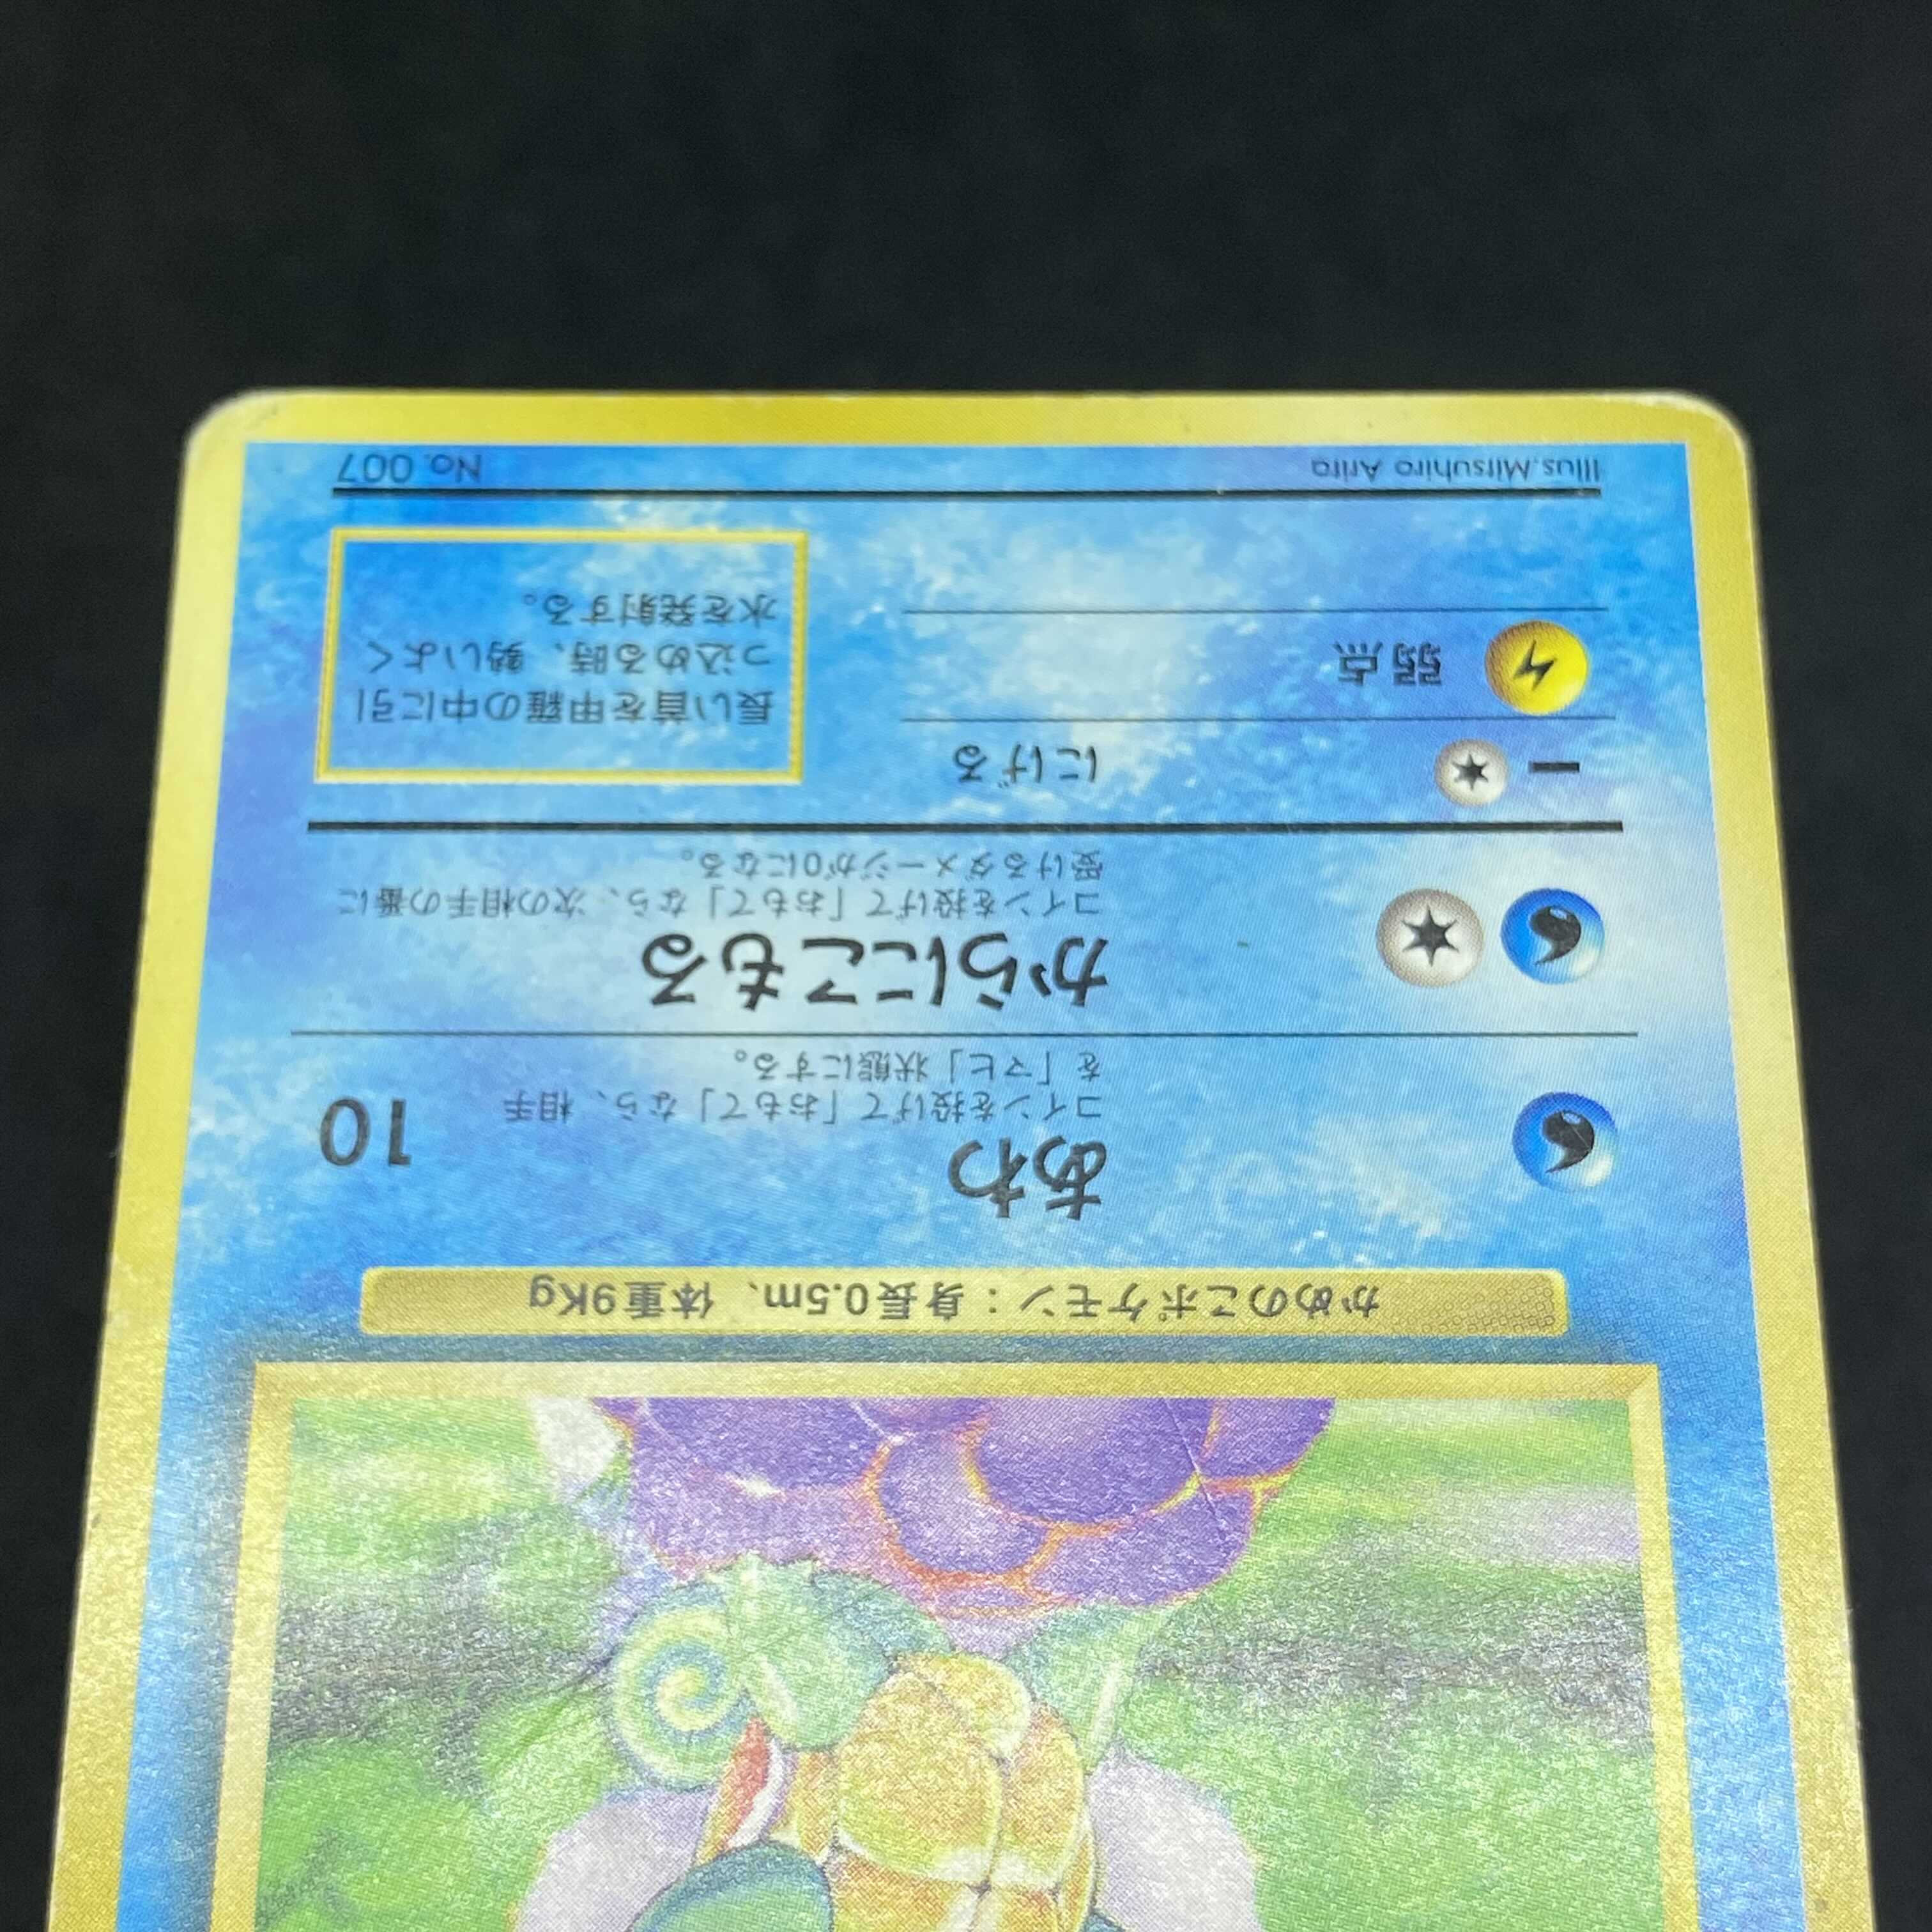 かめのこポケモン：身長0.5m、体重9Kg
あわ 10
コインを投げて「おもて」なら、相手
を「マヒ」状態にする。
からにこもる
コインを投げて「おもて」なら、次の相手の番に
受けるダメージが0になる。
にげる
弱点
長い首を甲羅の中に引
っ込める時、勢いよく
水を発射する。
Illus.Mitsuhiro Arita No. 007